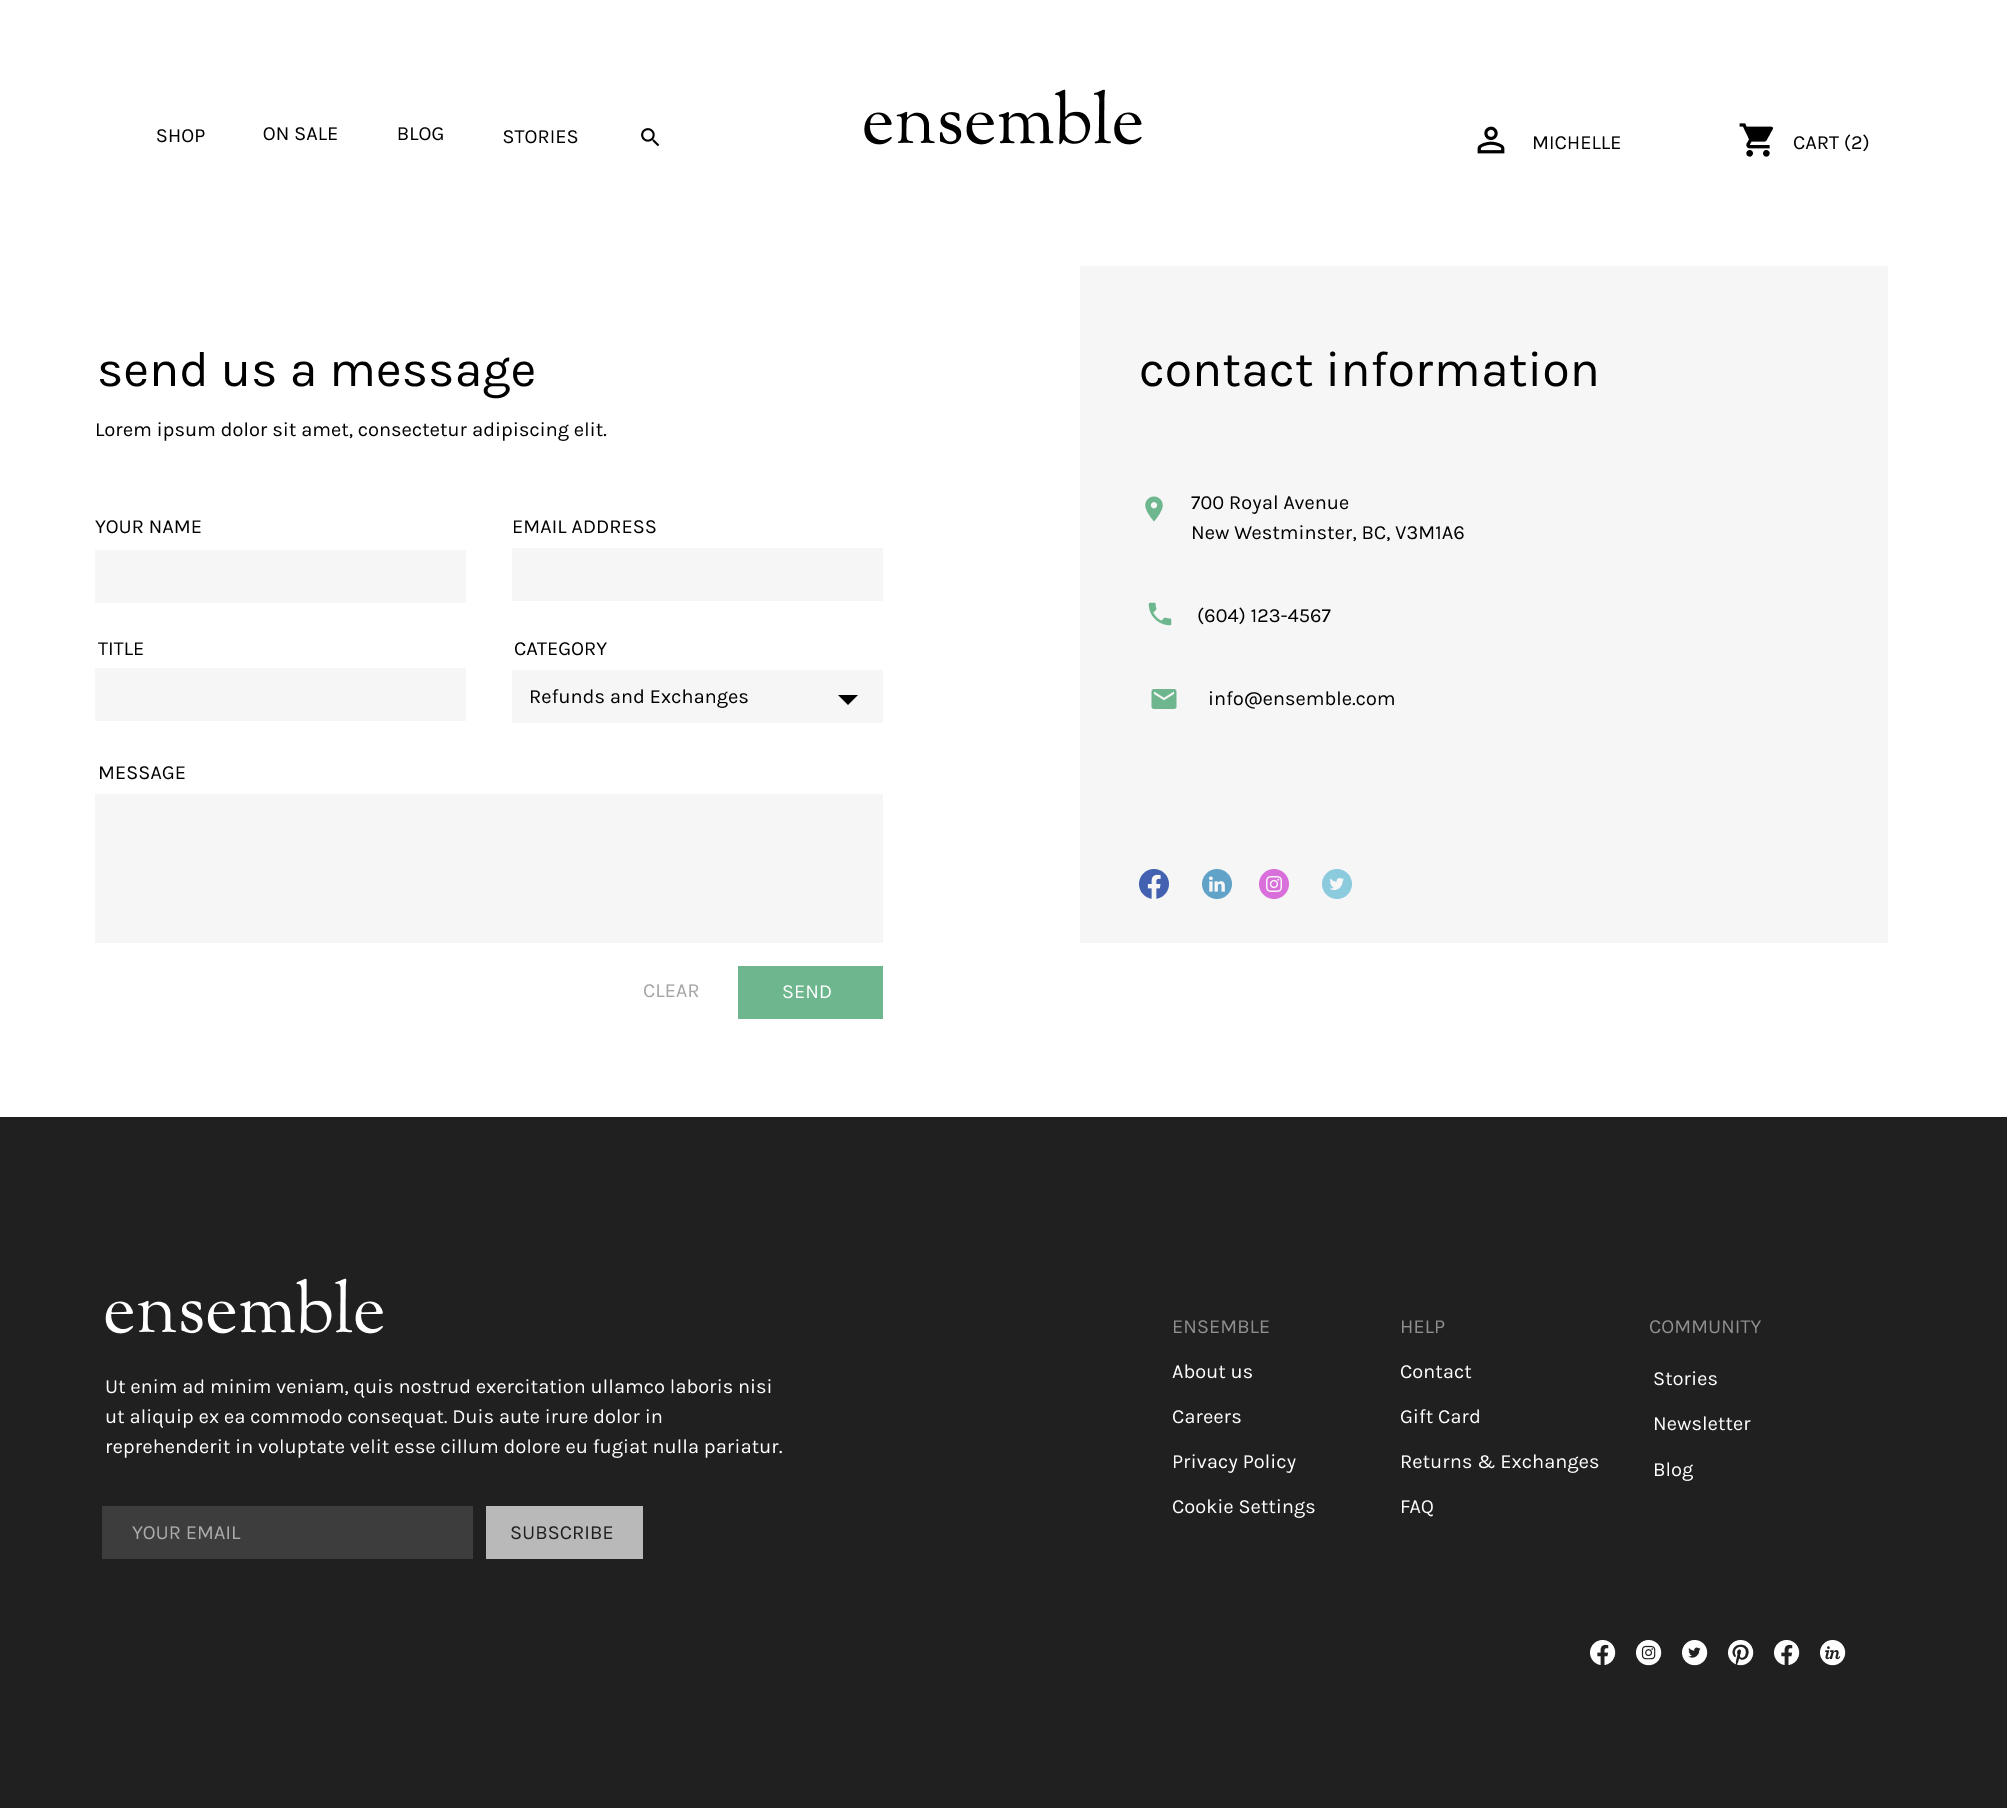 SHOP
ON SALE
BLOG
STORIES
ensemble
MICHELLE
CART (2)
send us a message
Lorem ipsum dolor sit amet, consectetur adipiscing elit.
YOUR NAME
EMAIL ADDRESS
TITLE
CATEGORY
Refunds and Exchanges
MESSAGE
CLEAR
SEND
contact information
700 Royal Avenue
New Westminster, BC, V3M1A6
(604) 123-4567
info@ensemble.com
ensemble
Ut enim ad minim veniam, quis nostrud exercitation ullamco laboris nisi
ut aliquip ex ea commodo consequat. Duis aute irure dolor in
reprehenderit in voluptate velit esse cillum dolore eu fugiat nulla pariatur.
YOUR EMAIL
SUBSCRIBE
ENSEMBLE
About us
Careers
Privacy Policy
Cookie Settings
HELP
Contact
Gift Card
Returns & Exchanges
FAQ
COMMUNITY
Stories
Newsletter
Blog